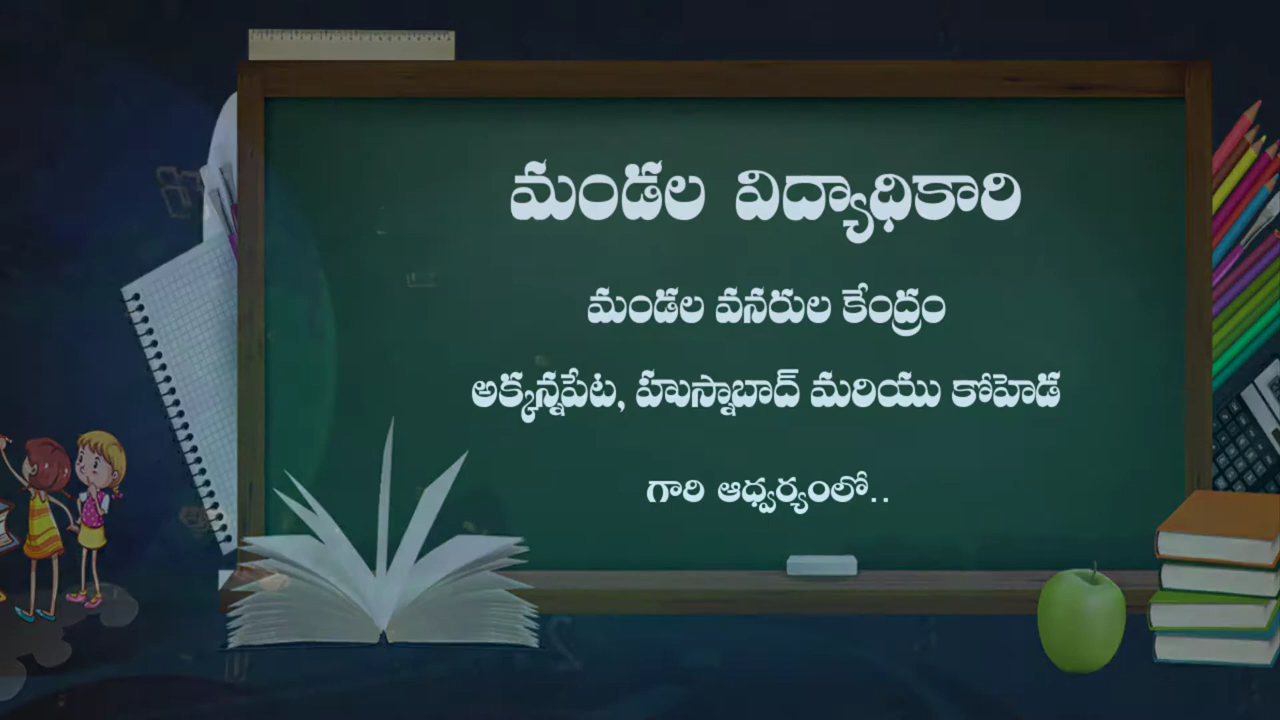 మండల విద్యాధికారి
మండల వనరుల కేంద్రం
అక్కన్నపేట, హుస్నాబాద్ మరియు కోహెడ
గారి ఆధ్వర్యంలో..